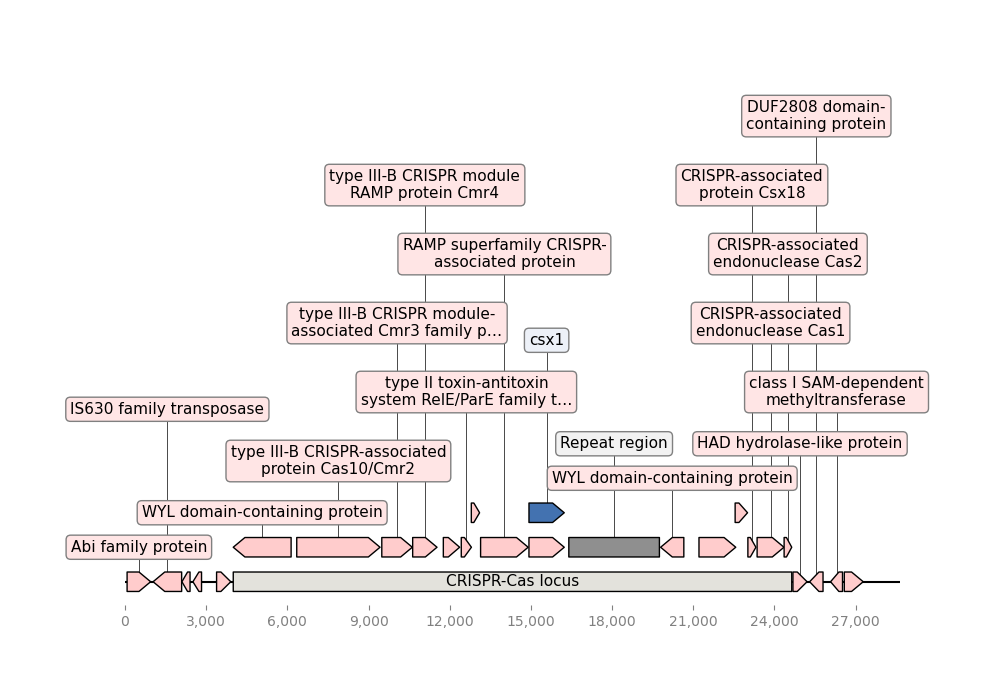 DUF2808 domain-
containing protein
type III-B CRISPR module
RAMP protein Cmr4
CRISPR-associated
protein Csx18
RAMP superfamily CRISPR-
associated protein
CRISPR-associated
endonuclease Cas2
type III-B CRISPR module-
associated Cmr3 family p...
csx1
CRISPR-associated
endonuclease Cas1
type II toxin-antitoxin
system RelE/ParE family t...
class I SAM-dependent
methyltransferase
IS630 family transposase
type III-B CRISPR-associated
protein Cas10/Cmr2
Repeat region
HAD hydrolase-like protein
WYL domain-containing protein
WYL domain-containing protein
Abi family protein
CRISPR-Cas locus
0 3,000 6,000 9,000 12,000 15,000 18,000 21,000 24,000 27,000